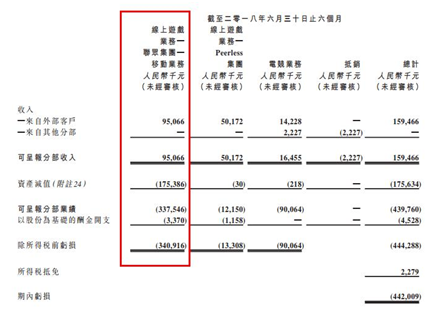 截至二零一八年六月三十日止六個月
線上遊戲 線上遊戲
業務— 業務—
聯眾集團— Peerless
移動業務 集團 電競業務 抵銷 總計
人民幣千元 人民幣千元 人民幣千元 人民幣千元 人民幣千元
（未經審核） （未經審核） （未經審核） （未經審核） （未經審核）
收入
—來自外部客戶 95,066 50,172 14,228 — 159,466
—來自其他分部 — — 2,227 (2,227) —
可呈報分部收入 95,066 50,172 16,455 (2,227) 159,466
資產減值（附註24） (175,386) (30) (218) — (175,634)
可呈報分部業績 (337,546) (12,150) (90,064) — (439,760)
以股份為基礎的酬金開支 (3,370) (1,158) — — (4,528)
除所得稅前虧損 (340,916) (13,308) (90,064) (444,288)
所得稅抵免 2,279
期內虧損 (442,009)